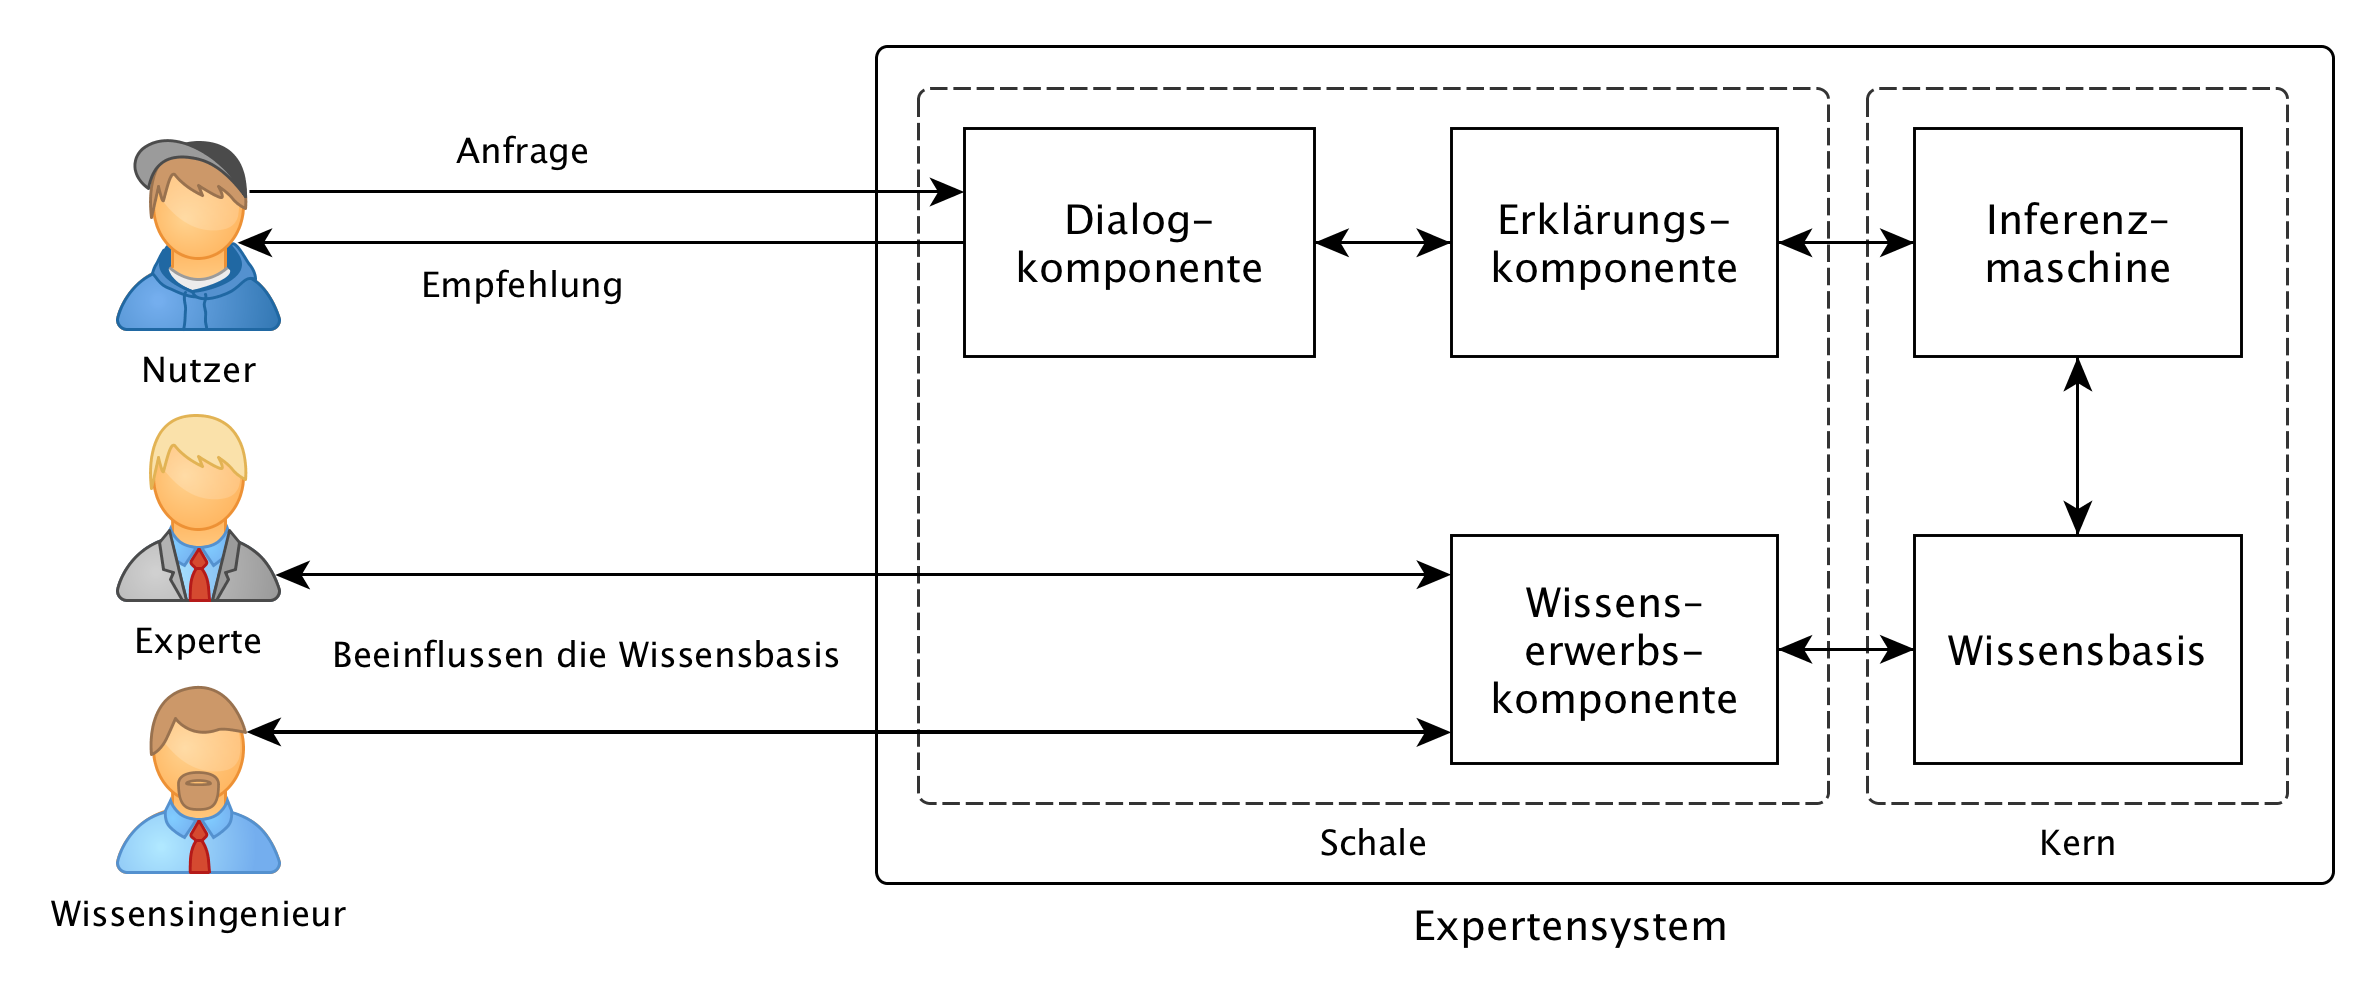 Anfrage
Empfehlung
Nutzer
Dialog-
komponente
Erklärungs-
komponente
Inferenz-
maschine
Experte
Beeinflussen die Wissensbasis
Wissens-
erwerbs-
komponente
Wissensbasis
Wissensingenieur
Schale
Kern
Expertensystem